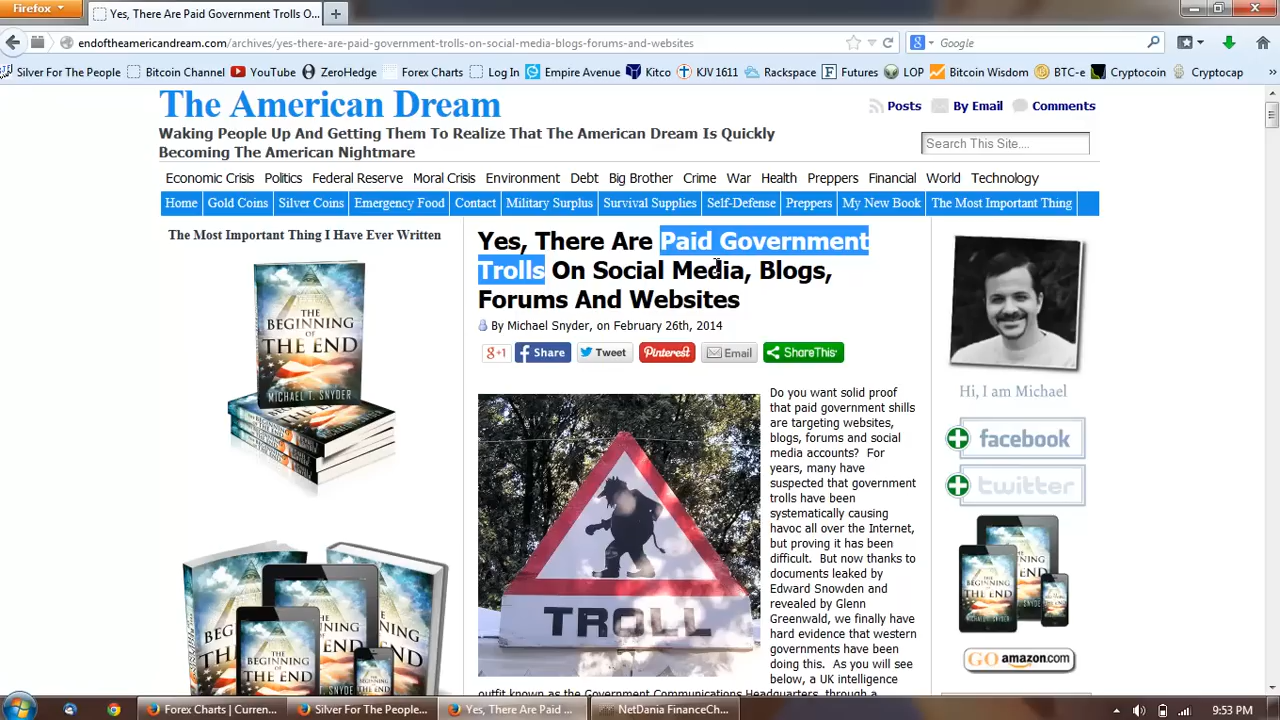 Firefox
Yes, There Are Paid Government Trolls O...
endoftheamericandream.com/archives/yes-there-are-paid-government-trolls-on-social-media-blogs-forums-and-websites
Google
Silver For The People Bitcoin Channel YouTube ZeroHedge Forex Charts Log In Empire Avenue Kitco KJV 1611 Rackspace Futures LOP Bitcoin Wisdom BTC-e Cryptocoin Cryptocap »
The American Dream
Posts By Email Comments
Waking People Up And Getting Them To Realize That The American Dream Is Quickly
Becoming The American Nightmare
Search This Site....
Economic Crisis Politics Federal Reserve Moral Crisis Environment Debt Big Brother Crime War Health Preppers Financial World Technology
Home Gold Coins Silver Coins Emergency Food Contact Military Surplus Survival Supplies Self-Defense Preppers My New Book The Most Important Thing
The Most Important Thing I Have Ever Written
THE
BEGINNING
OF
THE END
MICHAEL T. SNYDER
Yes, There Are Paid Government
Trolls On Social Media, Blogs,
Forums And Websites
By Michael Snyder, on February 26th, 2014
g+1 Share Tweet Pinterest Email ShareThis
TROLL
Do you want solid proof
that paid government shills
are targeting websites,
blogs, forums and social
media accounts? For
years, many have
suspected that government
trolls have been
systematically causing
havoc all over the Internet,
but proving it has been
difficult. But now thanks to
documents leaked by
Edward Snowden and
revealed by Glenn
Greenwald, we finally have
hard evidence that western
governments have been
doing this. As you will see
below, a UK intelligence
outfit known as the Government Communications Headquarters, through a
Hi, I am Michael
facebook
twitter
GO amazon.com
Forex Charts | Curren... Silver For The People... Yes, There Are Paid ... NetDania FinanceCh... 9:53 PM